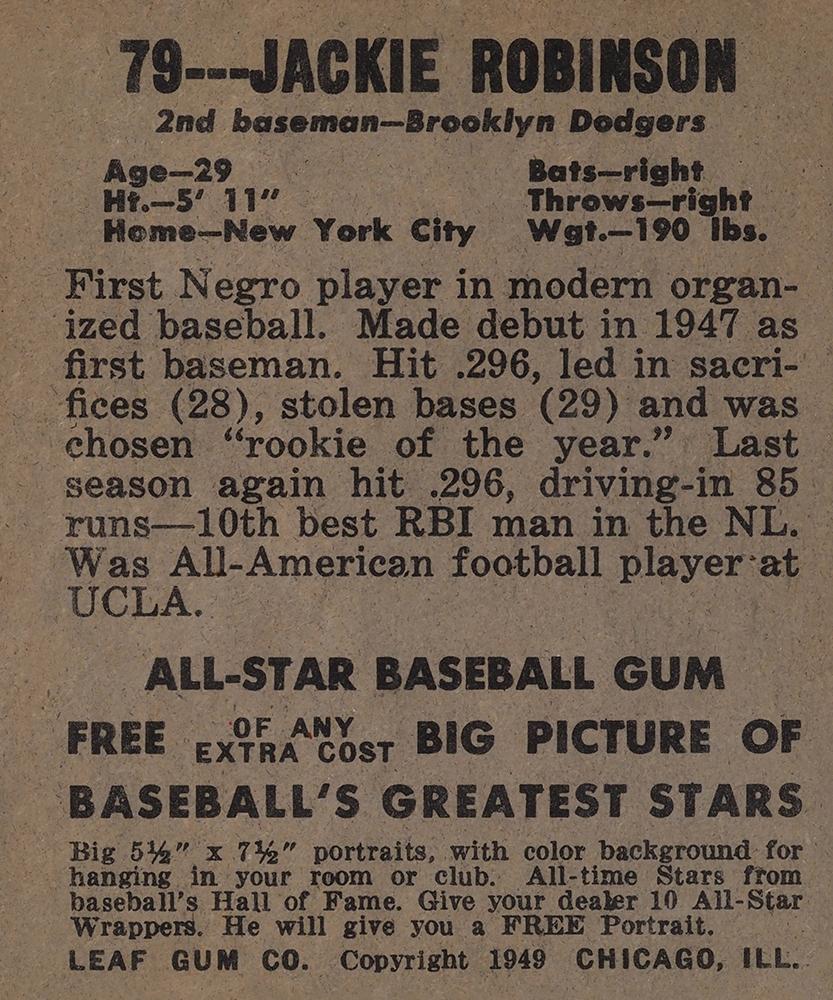 79---JACKIE ROBINSON
2nd baseman—Brooklyn Dodgers
Age—29 Bats—right
Ht.—5' 11" Throws—right
Home—New York City Wgt.—190 lbs.
First Negro player in modern organ-
ized baseball. Made debut in 1947 as
first baseman. Hit .296, led in sacri-
fices (28), stolen bases (29) and was
chosen “rookie of the year.” Last
season again hit .296, driving-in 85
runs—10th best RBI man in the NL.
Was All-American football player at
UCLA.
ALL-STAR BASEBALL GUM
FREE OF ANY EXTRA COST BIG PICTURE OF
BASEBALL'S GREATEST STARS
Big 5½" x 7½" portraits, with color background for
hanging in your room or club. All-time Stars from
baseball's Hall of Fame. Give your dealer 10 All-Star
Wrappers. He will give you a FREE Portrait.
LEAF GUM CO. Copyright 1949 CHICAGO, ILL.